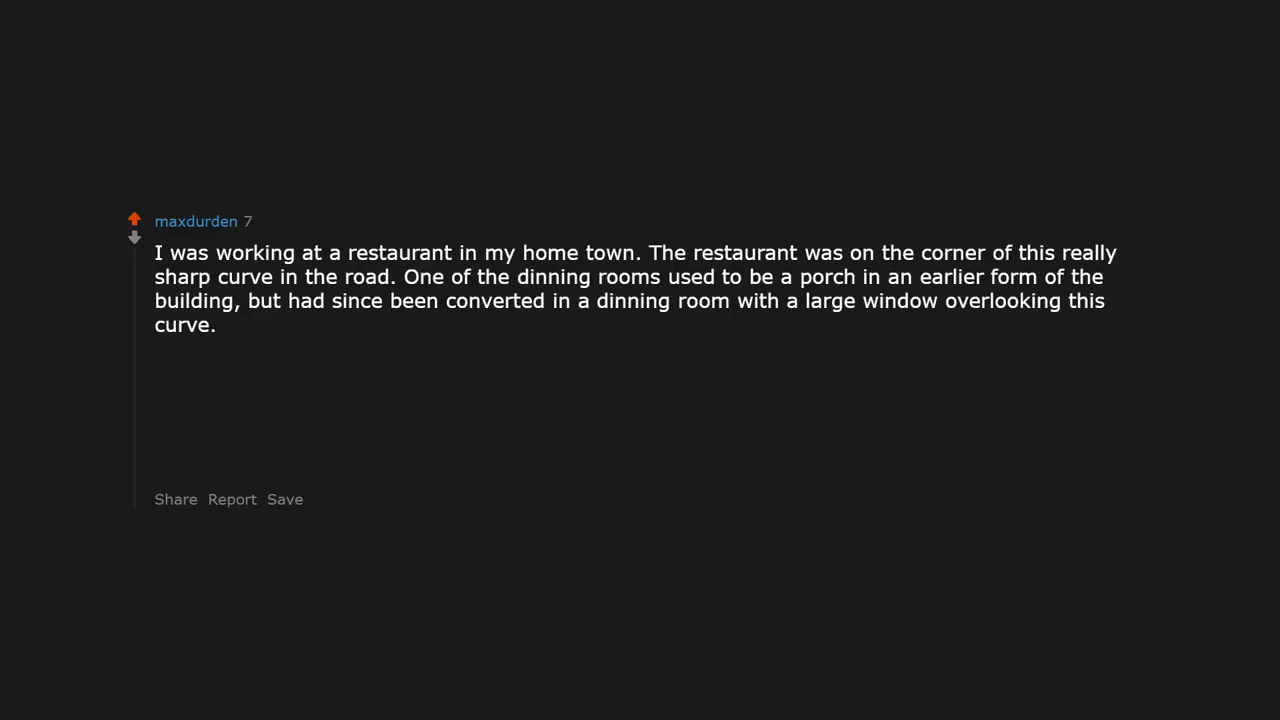 maxdurden 7
I was working at a restaurant in my home town. The restaurant was on the corner of this really
sharp curve in the road. One of the dinning rooms used to be a porch in an earlier form of the
building, but had since been converted in a dinning room with a large window overlooking this
curve.
Share Report Save